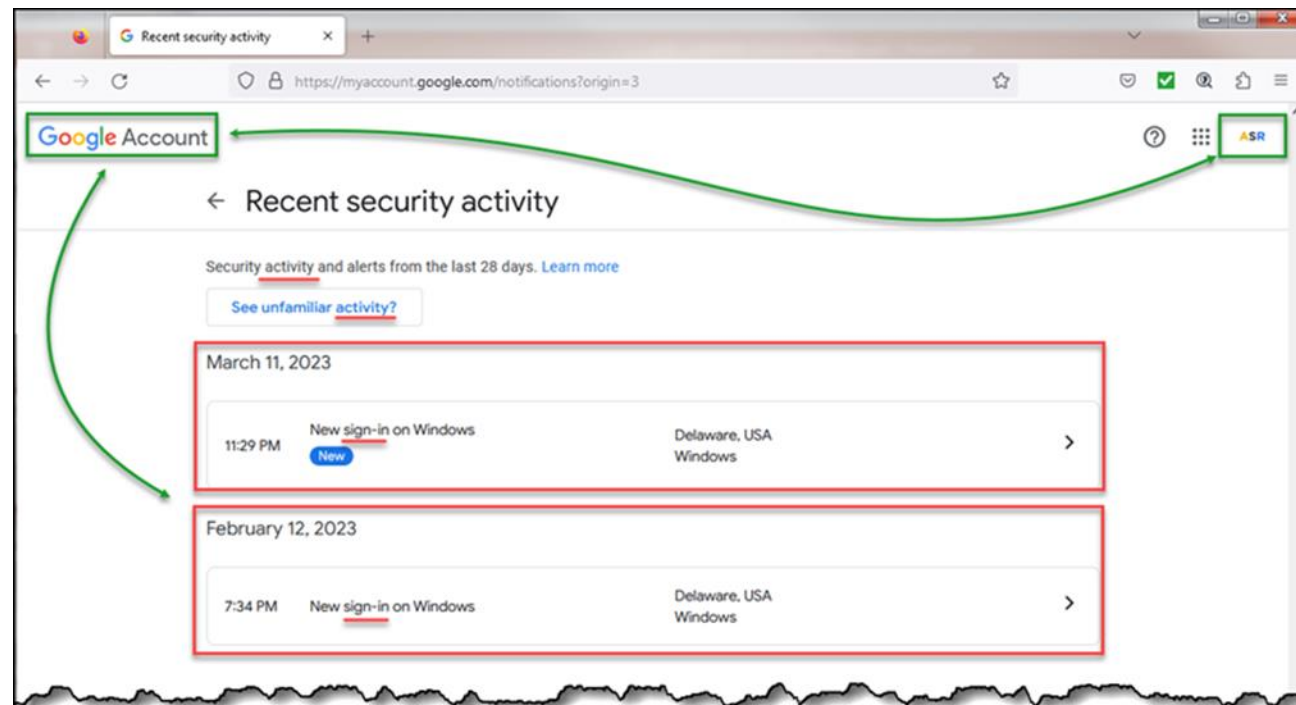 Recent security activity
https://myaccount.google.com/notifications?origin=3
Google Account
ASR
Recent security activity
Security activity and alerts from the last 28 days. Learn more
See unfamiliar activity?
March 11, 2023
11:29 PM
New sign-in on Windows
New
Delaware, USA
Windows
February 12, 2023
7:34 PM
New sign-in on Windows
Delaware, USA
Windows